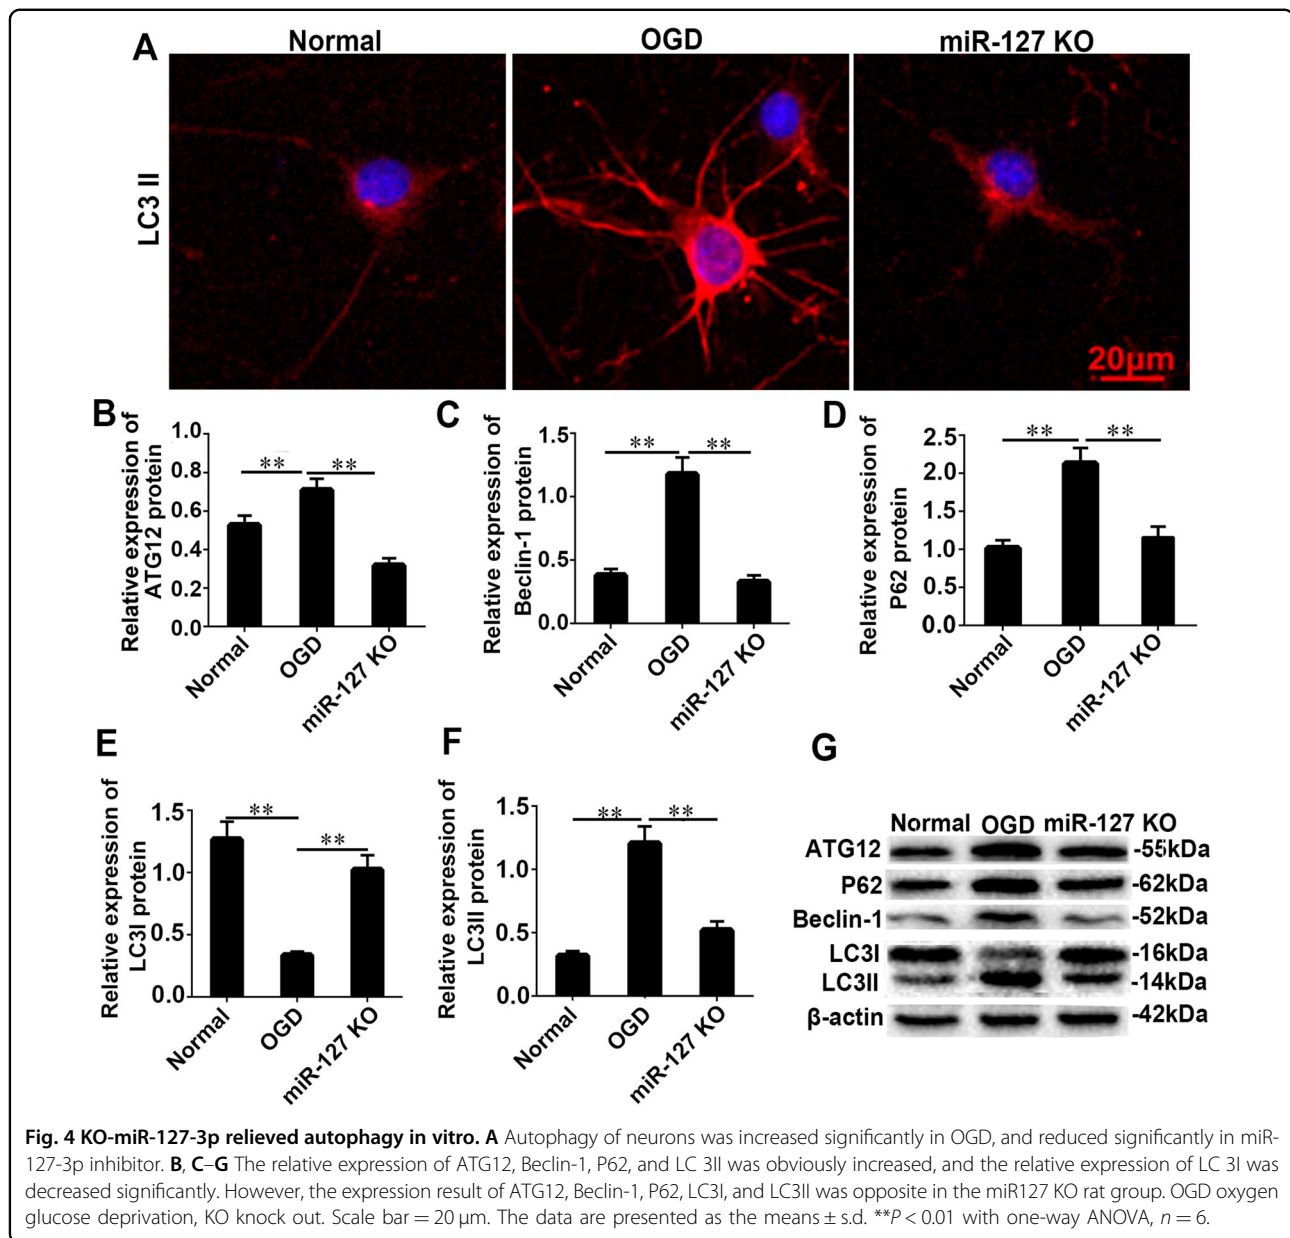 A
Normal
OGD
miR-127 KO
LC3 II
20μm
B
Relative expression of
ATG12 protein
1.0
0.8
0.6
0.4
0.2
0.0
**
**
Normal
OGD
miR-127 KO
C
Relative expression of
Beclin-1 protein
1.5
1.0
0.5
0.0
**
**
Normal
OGD
miR-127 KO
D
Relative expression of
P62 protein
2.5
2.0
1.5
1.0
0.5
0.0
**
**
Normal
OGD
miR-127 KO
E
Relative expression of
LC3I protein
1.5
1.0
0.5
0.0
**
**
Normal
OGD
miR-127 KO
F
Relative expression of
LC3II protein
1.5
1.0
0.5
0.0
**
**
Normal
OGD
miR-127 KO
G
Normal OGD miR-127 KO
ATG12 -55kDa
P62 -62kDa
Beclin-1 -52kDa
LC3I -16kDa
LC3II -14kDa
β-actin -42kDa
Fig. 4 KO-miR-127-3p relieved autophagy in vitro. A Autophagy of neurons was increased significantly in OGD, and reduced significantly in miR-
127-3p inhibitor. B, C–G The relative expression of ATG12, Beclin-1, P62, and LC 3II was obviously increased, and the relative expression of LC 3I was
decreased significantly. However, the expression result of ATG12, Beclin-1, P62, LC3I, and LC3II was opposite in the miR127 KO rat group. OGD oxygen
glucose deprivation, KO knock out. Scale bar = 20 μm. The data are presented as the means ± s.d. **P < 0.01 with one-way ANOVA, n = 6.